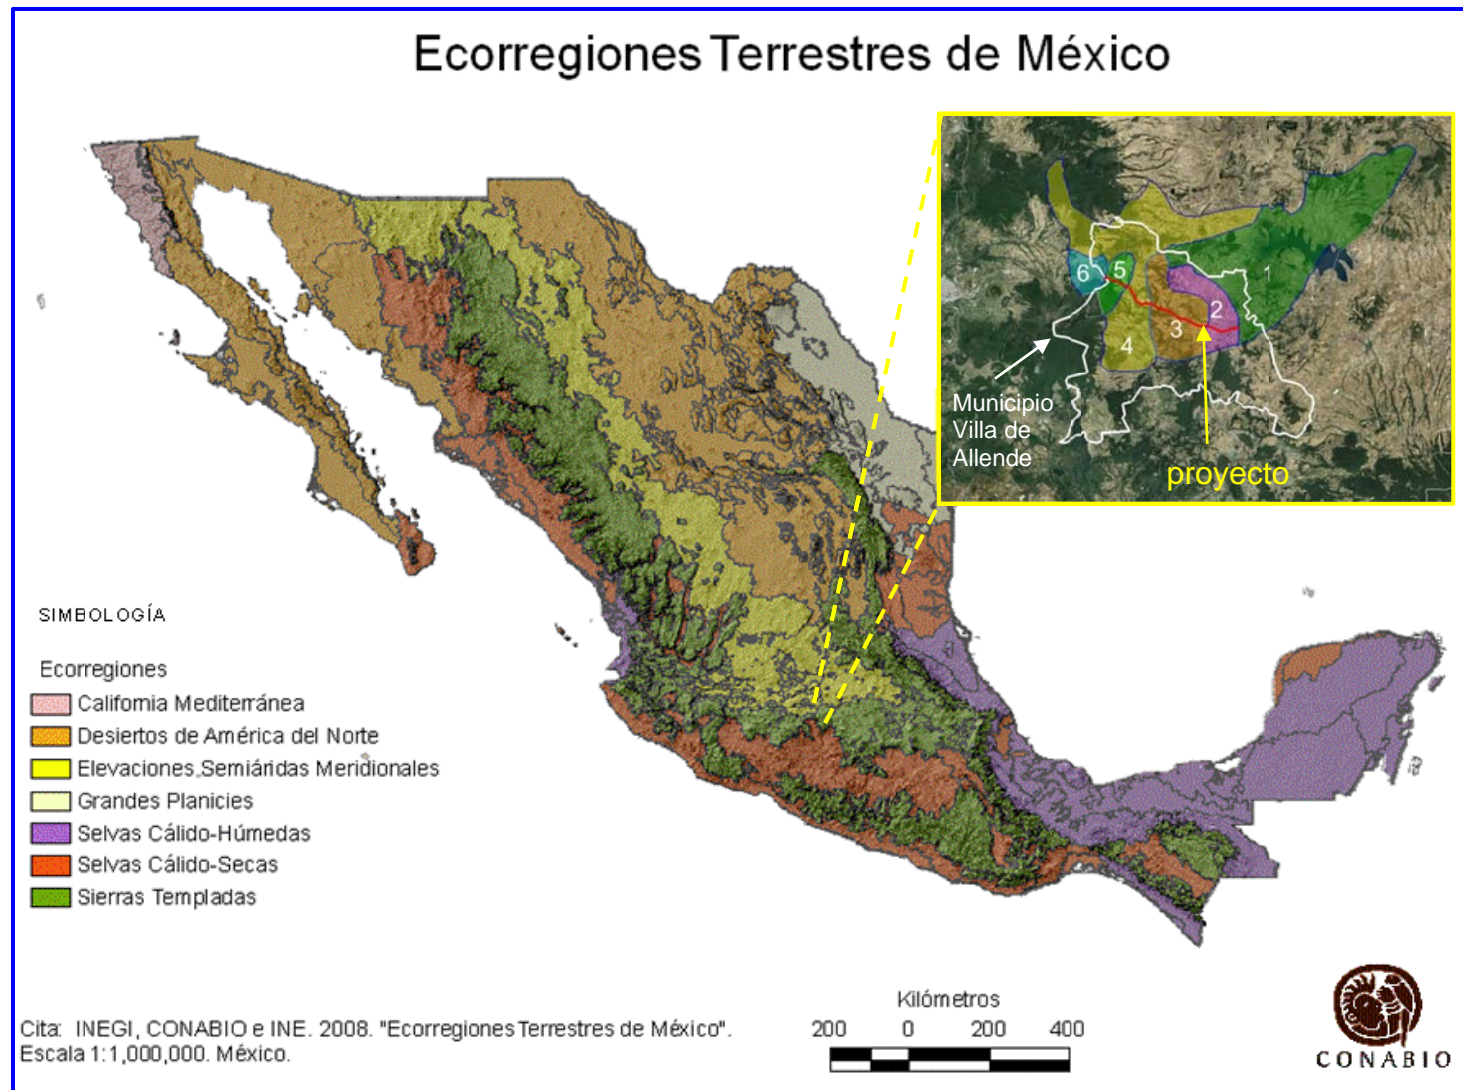 Ecorregiones Terrestres de México
1
2
3
4
5
6
Municipio
Villa de
Allende
proyecto
SIMBOLOGÍA
Ecorregiones
California Mediterránea
Desiertos de América del Norte
Elevaciones Semiáridas Meridionales
Grandes Planicies
Selvas Cálido-Húmedas
Selvas Cálido-Secas
Sierras Templadas
Cita: INEGI, CONABIO e INE. 2008. "Ecorregiones Terrestres de México".
Escala 1:1,000,000. México.
Kilómetros
200 0 200 400
CONABIO